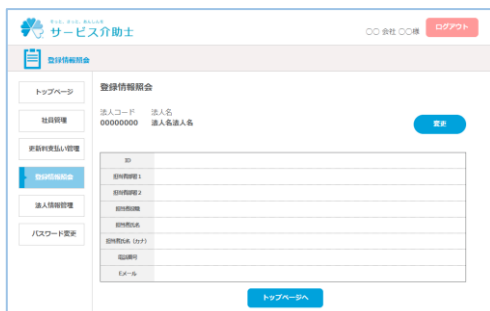 サービス介助士
○○ 会社 ○○様
ログアウト
登録情報照会
トップページ
社員管理
更新料支払い管理
登録情報照会
法人情報管理
パスワード変更
登録情報照会
法人コード 法人名
00000000 法人名法人名
変更
ID
担当者部署1
担当者部署2
担当者役職
担当者氏名
担当者氏名（カナ）
電話番号
Eメール
トップページへ